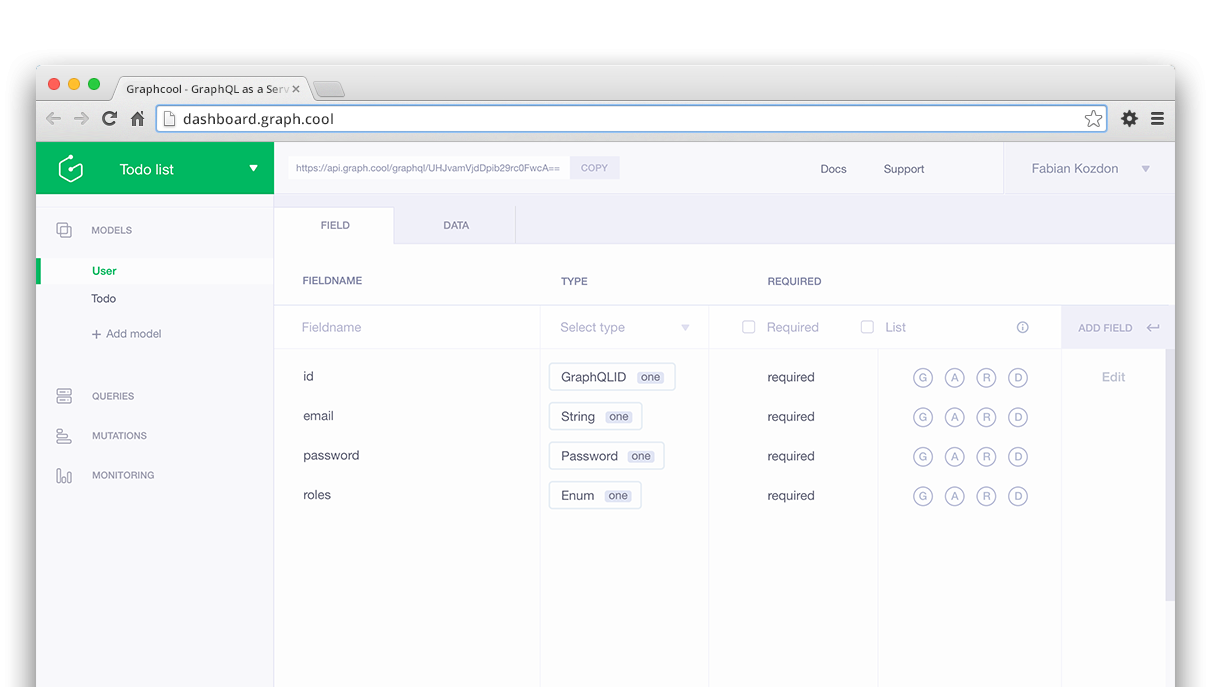 Graphcool - GraphQL as a Serv
dashboard.graph.cool
Todo list
https://api.graph.cool/graphql/UHJvamVjdDpib29rc0FwcA==
COPY
Docs
Support
Fabian Kozdon
MODELS
User
Todo
+ Add model
QUERIES
MUTATIONS
MONITORING
FIELD
DATA
FIELDNAME
TYPE
REQUIRED
Fieldname
Select type
Required
List
ADD FIELD
id
GraphQLID one
required
G A R D
Edit
email
String one
required
G A R D
password
Password one
required
G A R D
roles
Enum one
required
G A R D